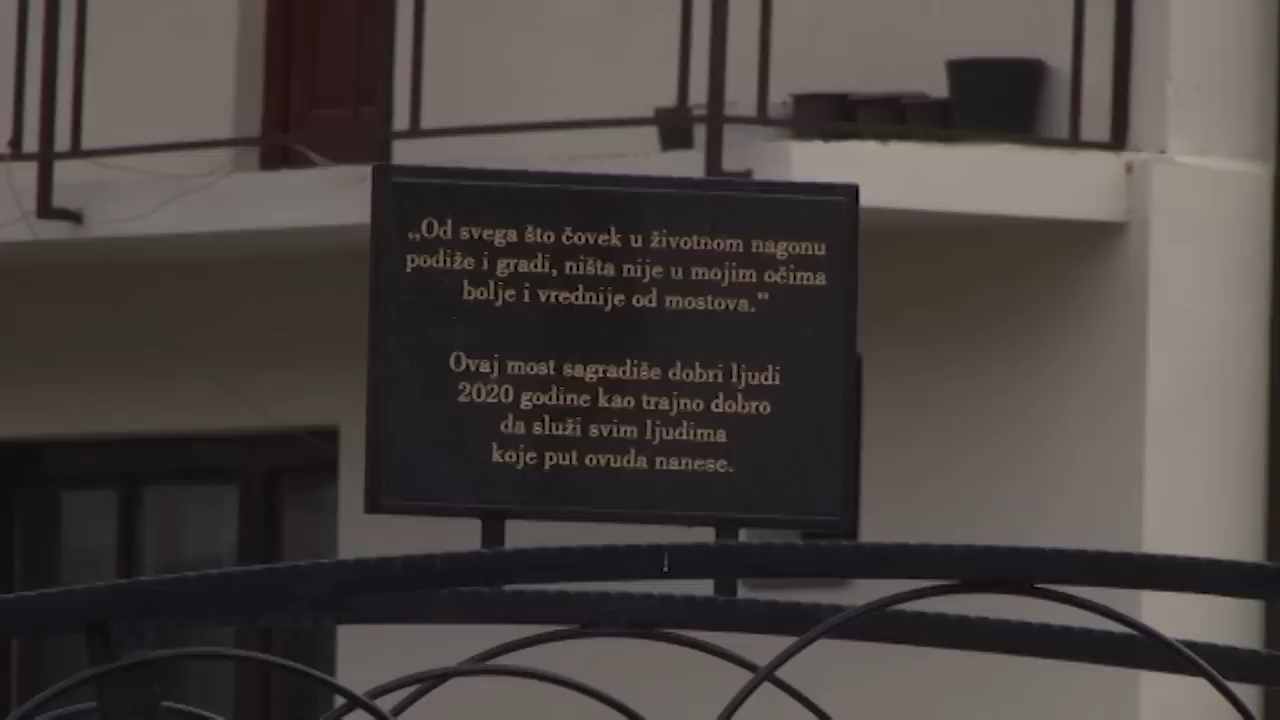 „Od svega što čovek u životnom nagonu
podiže i gradi, ništa nije u mojim očima
bolje i vrednije od mostova.”
Ovaj most sagradiše dobri ljudi
2020 godine kao trajno dobro
da služi svim ljudima
koje put ovuda nanese.